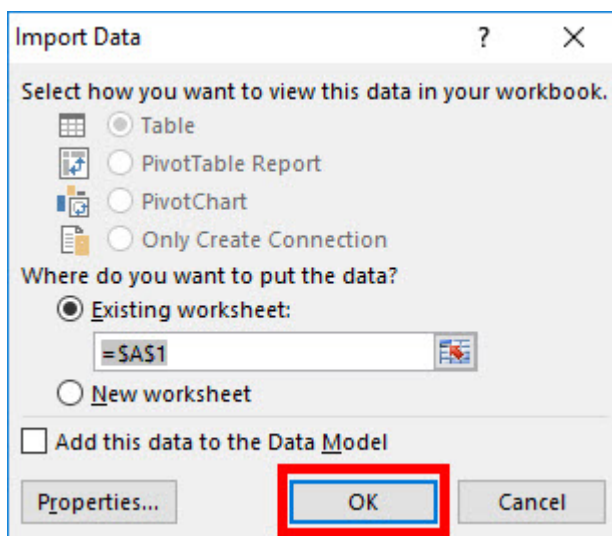 Import Data ? X
Select how you want to view this data in your workbook.
Table
PivotTable Report
PivotChart
Only Create Connection
Where do you want to put the data?
Existing worksheet:
=$A$1
New worksheet
Add this data to the Data Model
Properties... OK Cancel